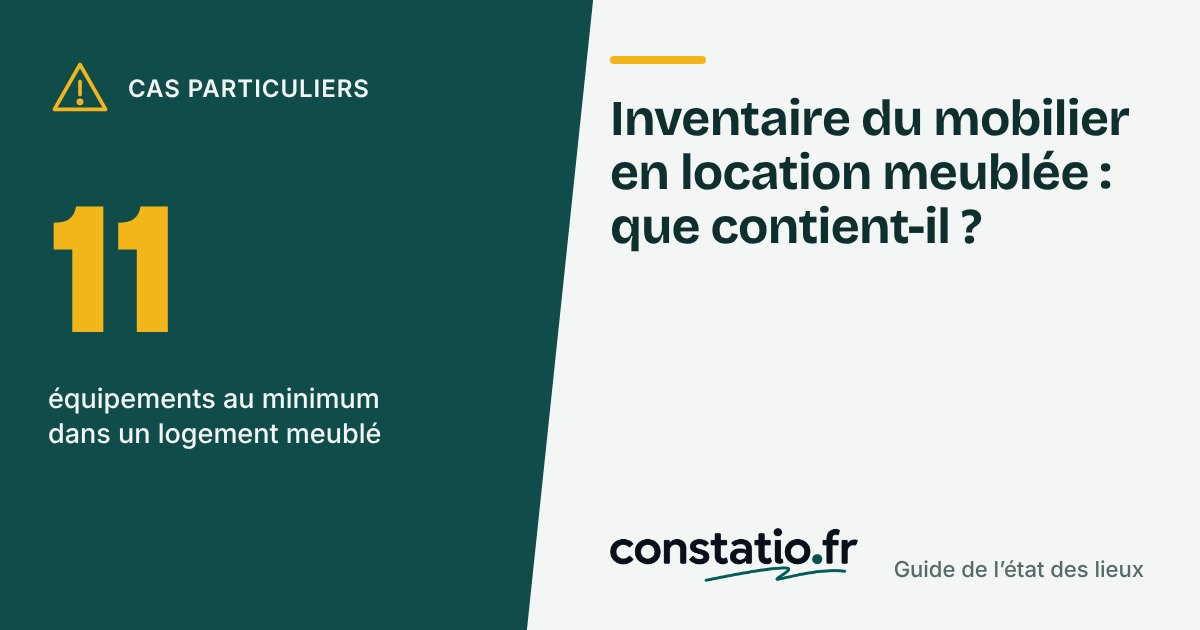 CAS PARTICULIERS
11
équipements au minimum
dans un logement meublé
Inventaire du mobilier
en location meublée :
que contient-il ?
constatio.fr
Guide de l’état des lieux